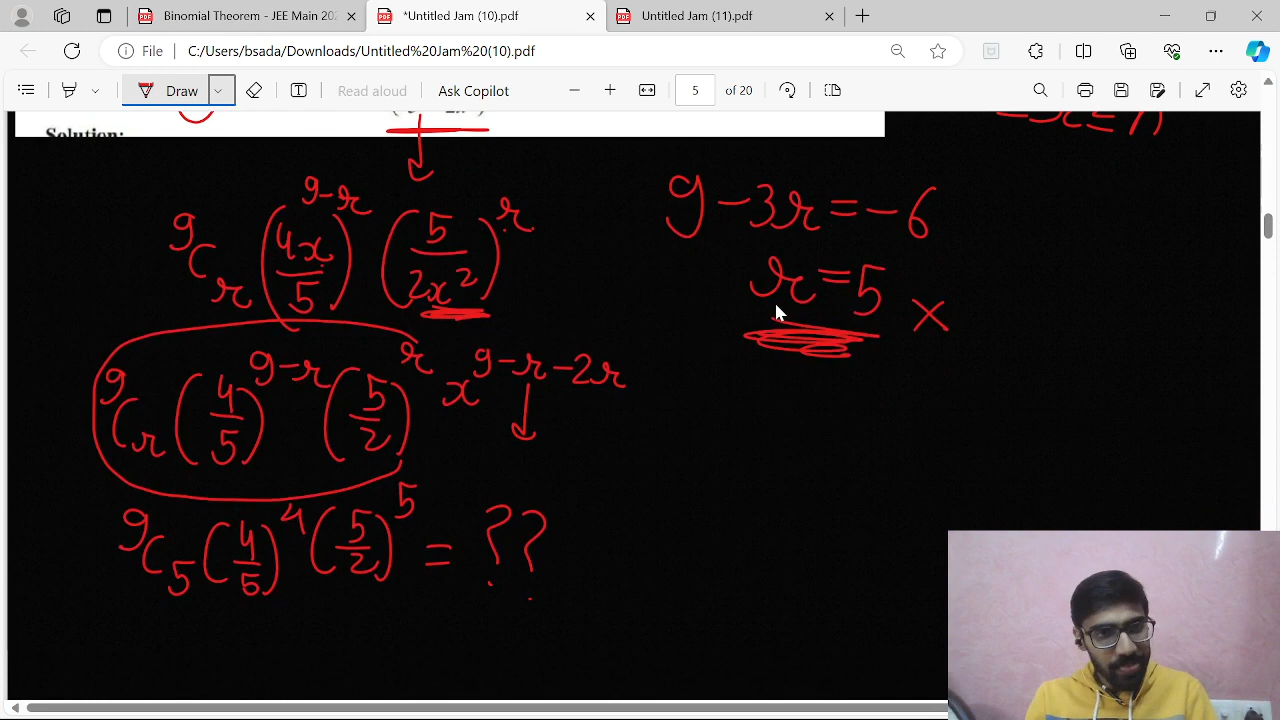 Binomial Theorem - JEE Main 202
*Untitled Jam (10).pdf
Untitled Jam (11).pdf
File C:/Users/bsada/Downloads/Untitled%20Jam%20(10).pdf
Draw Read aloud Ask Copilot 5 of 20
Solution:
⁹Cᵣ (4x/5)⁹⁻ʳ (5/2x²)ʳ
⁹Cᵣ (4/5)⁹⁻ʳ (5/2)ʳ x⁹⁻ʳ⁻²ʳ
⁹C₅ (4/5)⁴ (5/2)⁵ = ??
9-3r=-6
r=5 ×